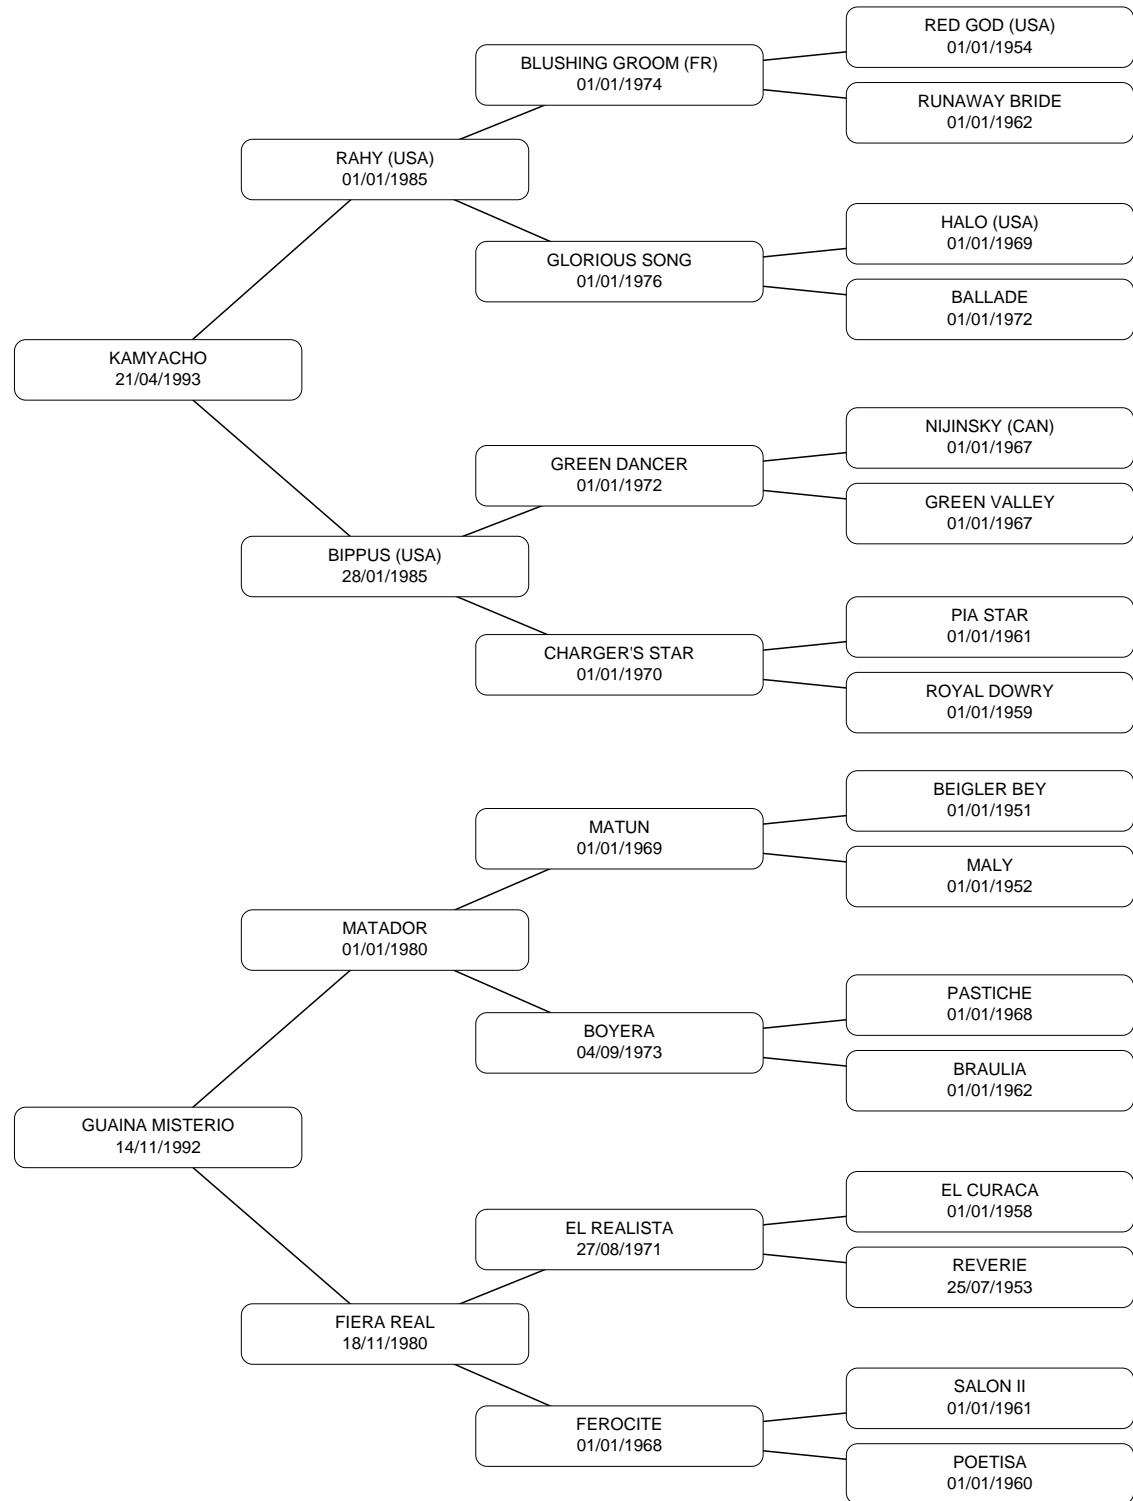 RED GOD (USA)
01/01/1954
BLUSHING GROOM (FR)
01/01/1974
RUNAWAY BRIDE
01/01/1962
RAHY (USA)
01/01/1985
HALO (USA)
01/01/1969
GLORIOUS SONG
01/01/1976
BALLADE
01/01/1972
KAMYACHO
21/04/1993
NIJINSKY (CAN)
01/01/1967
GREEN DANCER
01/01/1972
GREEN VALLEY
01/01/1967
BIPPUS (USA)
28/01/1985
PIA STAR
01/01/1961
CHARGER'S STAR
01/01/1970
ROYAL DOWRY
01/01/1959
BEIGLER BEY
01/01/1951
MATUN
01/01/1969
MALY
01/01/1952
MATADOR
01/01/1980
PASTICHE
01/01/1968
BOYERA
04/09/1973
BRAULIA
01/01/1962
GUAINA MISTERIO
14/11/1992
EL CURACA
01/01/1958
EL REALISTA
27/08/1971
REVERIE
25/07/1953
FIERA REAL
18/11/1980
SALON II
01/01/1961
FEROCITE
01/01/1968
POETISA
01/01/1960